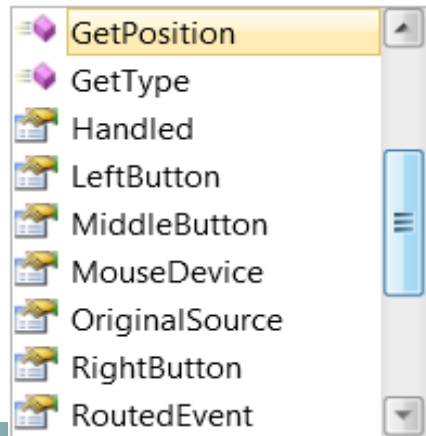 GetPosition
GetType
Handled
LeftButton
MiddleButton
MouseDevice
OriginalSource
RightButton
RoutedEvent